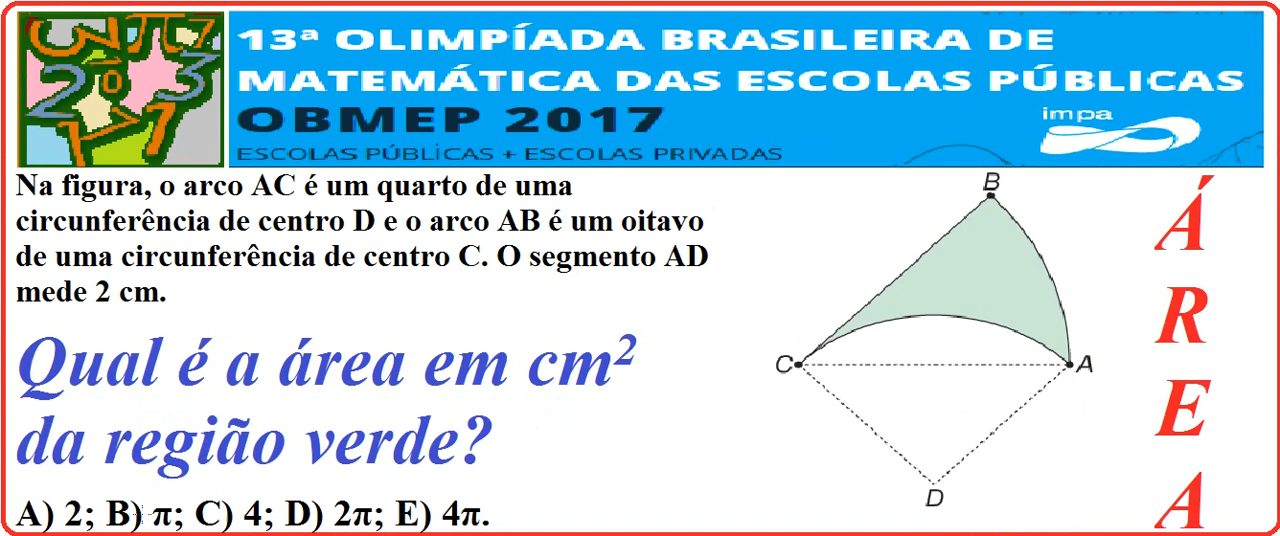 13ª OLIMPÍADA BRASILEIRA DE
MATEMÁTICA DAS ESCOLAS PÚBLICAS
OBMEP 2017
impa
ESCOLAS PÚBLICAS + ESCOLAS PRIVADAS
Na figura, o arco AC é um quarto de uma
circunferência de centro D e o arco AB é um oitavo
de uma circunferência de centro C. O segmento AD
mede 2 cm.
Qual é a área em cm²
da região verde?
A) 2; B) π; C) 4; D) 2π; E) 4π.
B
C
A
D
Á
R
E
A